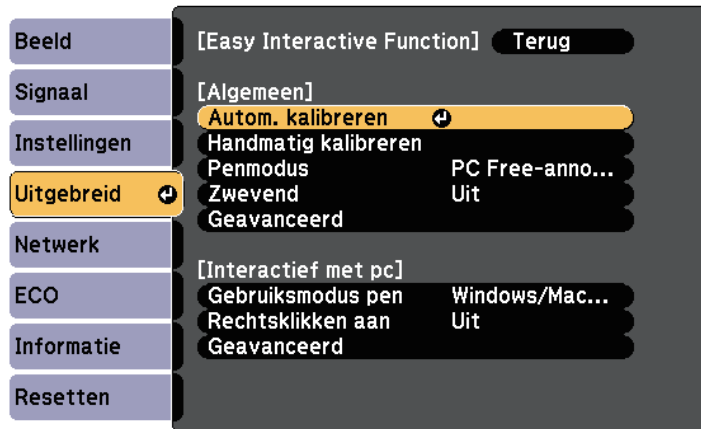 Beeld
Signaal
Instellingen
Uitgebreid
Netwerk
ECO
Informatie
Resetten
[Easy Interactive Function] Terug
[Algemeen]
Autom. kalibreren
Handmatig kalibreren
Penmodus PC Free-anno...
Zwevend Uit
Geavanceerd
[Interactief met pc]
Gebruiksmodus pen Windows/Mac...
Rechtsklikken aan Uit
Geavanceerd